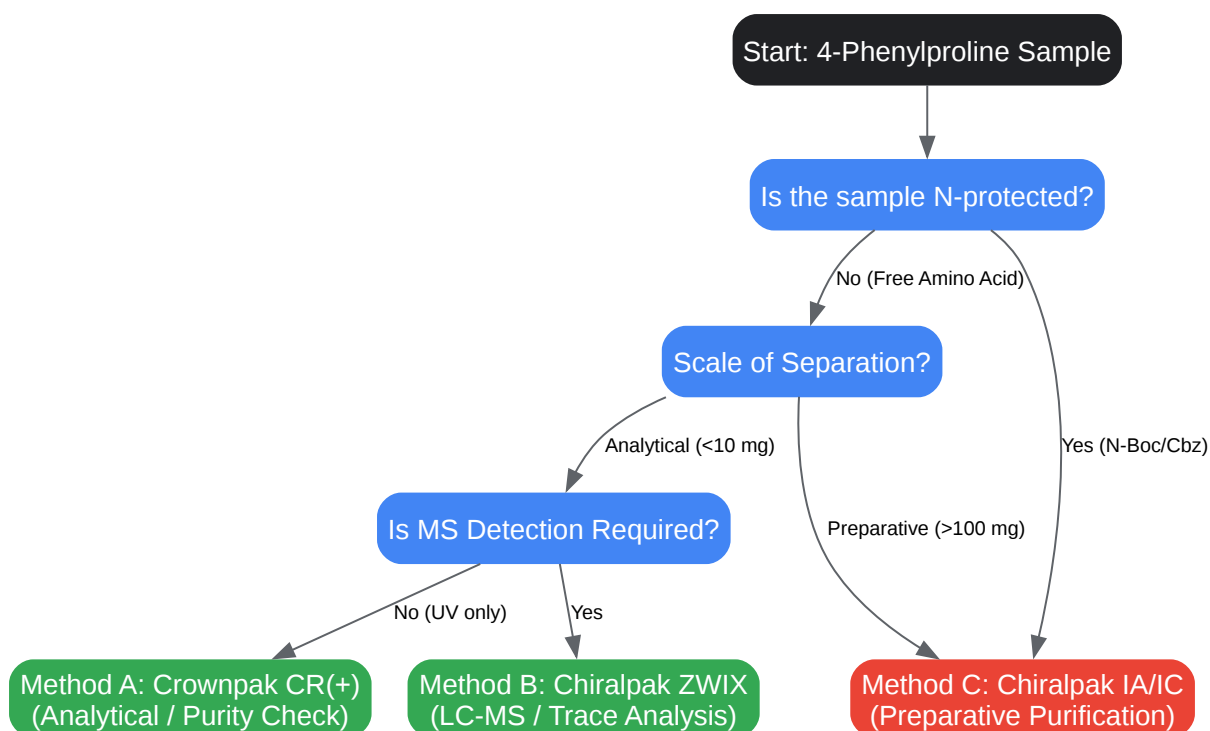 Start: 4-Phenylproline Sample
Is the sample N-protected?
No (Free Amino Acid)
Scale of Separation?
Analytical (<10 mg)
Yes (N-Boc/Cbz)
Is MS Detection Required?
Preparative (>100 mg)
No (UV only)
Yes
Method A: Crownpak CR(+)
(Analytical / Purity Check)
Method B: Chiralpak ZWIX
(LC-MS / Trace Analysis)
Method C: Chiralpak IA/IC
(Preparative Purification)